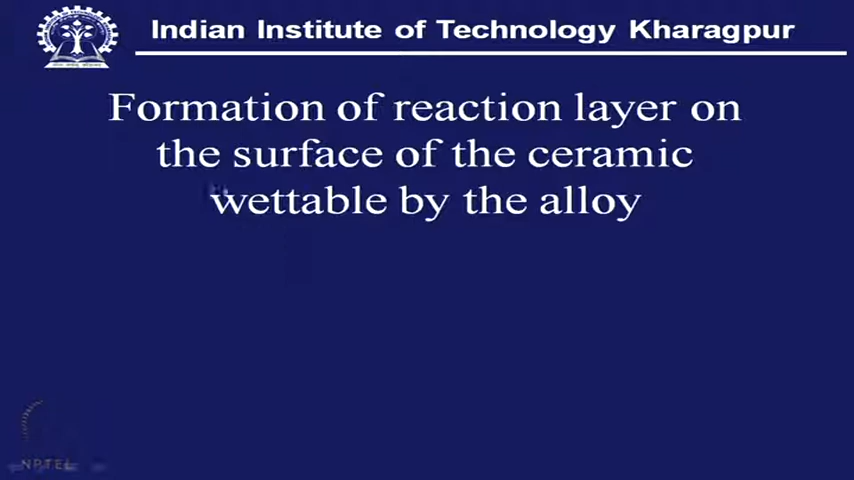 Indian Institute of Technology Kharagpur
Formation of reaction layer on
the surface of the ceramic
wettable by the alloy
NPTEL